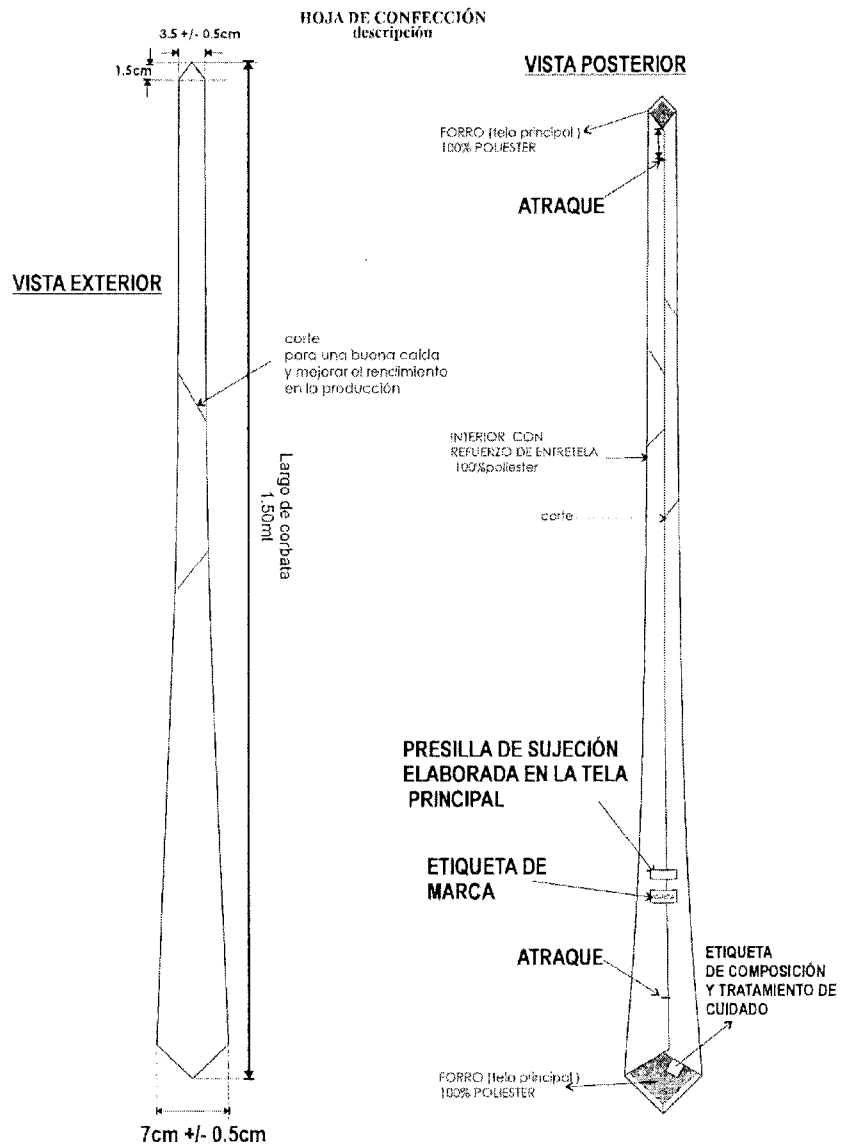 HOJA DE CONFECCIÓN
descripción
3.5 +/- 0.5cm
1.5cm
VISTA EXTERIOR
corte
para una buena caída
y mejorar el rendimiento
en la producción
Largo de corbata
1.50mt
7cm +/- 0.5cm
VISTA POSTERIOR
FORRO (tela principal)
100% POLIESTER
ATRAQUE
INTERIOR CON
REFUERZO DE ENTRETELA
100%poliester
corte
PRESILLA DE SUJECIÓN
ELABORADA EN LA TELA
PRINCIPAL
ETIQUETA DE
MARCA
ATRAQUE
ETIQUETA
DE COMPOSICIÓN
Y TRATAMIENTO DE
CUIDADO
FORRO (tela principal)
100% POLIESTER